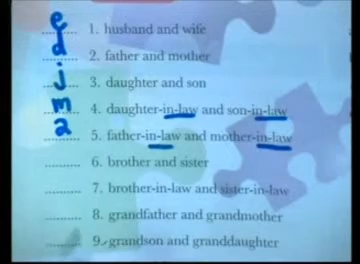 e 1. husband and wife
d 2. father and mother
j 3. daughter and son
m 4. daughter-in-law and son-in-law
a 5. father-in-law and mother-in-law
6. brother and sister
7. brother-in-law and sister-in-law
8. grandfather and grandmother
9. grandson and granddaughter